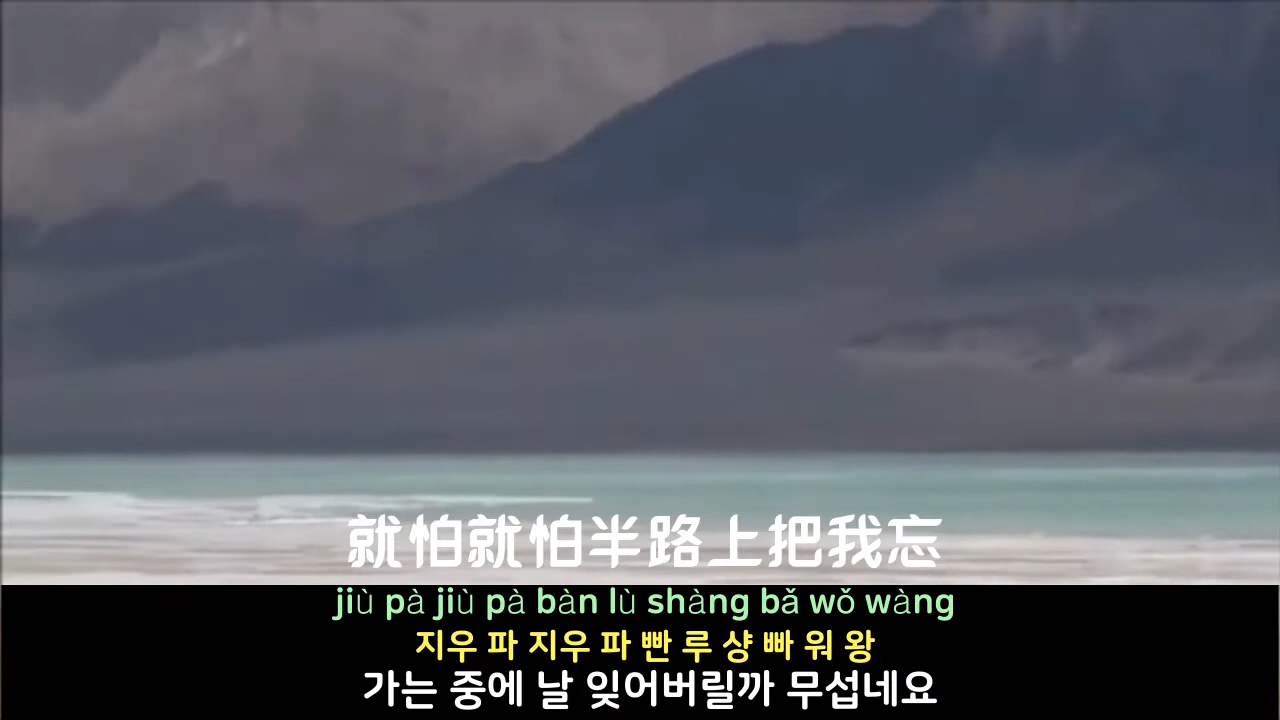 就怕就怕半路上把我忘
jiù pà jiù pà bàn lù shàng bǎ wǒ wàng
지우 파 지우 파 빤 루 샹 빠 워 왕
가는 중에 날 잊어버릴까 무섭네요